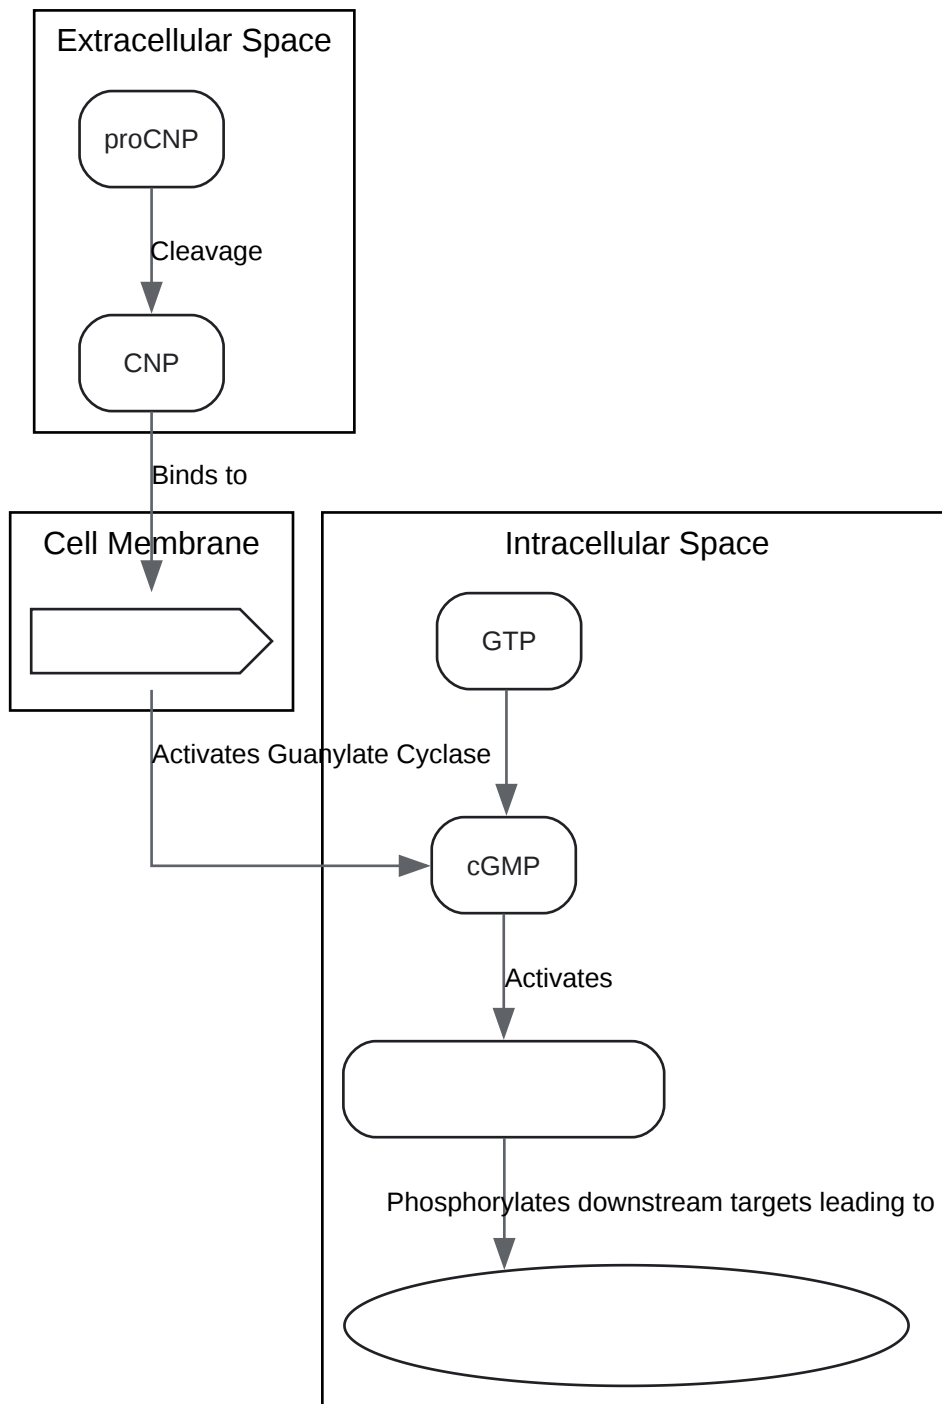 Extracellular Space
proCNP
Cleavage
CNP
Binds to
Cell Membrane
Intracellular Space
GTP
Activates Guanylate Cyclase
cGMP
Activates
Phosphorylates downstream targets leading to